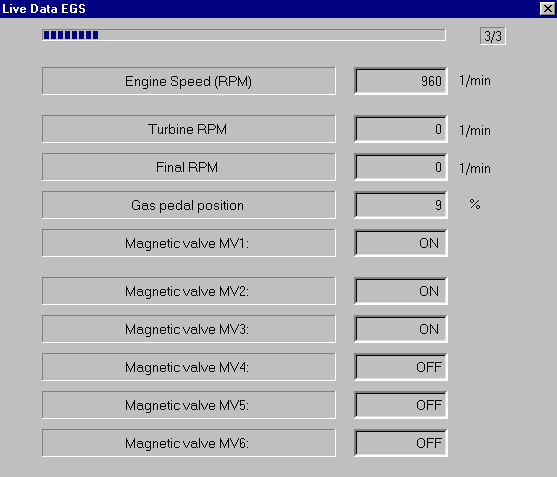 Live Data EGS
3/3
Engine Speed (RPM) 960 1/min
Turbine RPM 0 1/min
Final RPM 0 1/min
Gas pedal position 9 %
Magnetic valve MV1: ON
Magnetic valve MV2: ON
Magnetic valve MV3: ON
Magnetic valve MV4: OFF
Magnetic valve MV5: OFF
Magnetic valve MV6: OFF